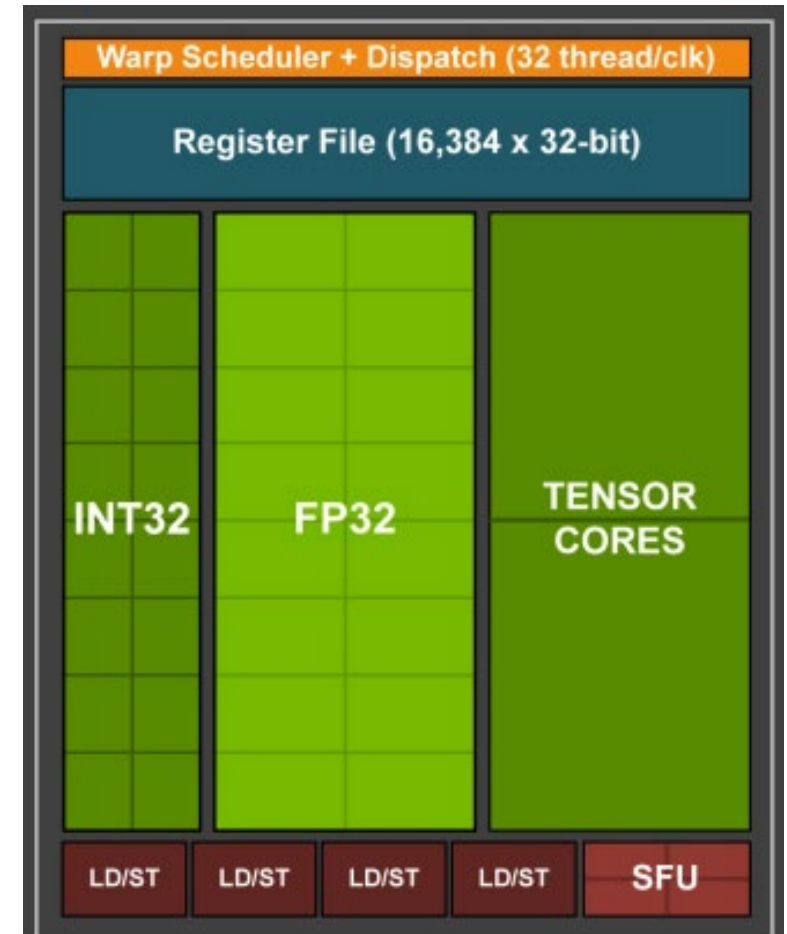 Warp Scheduler + Dispatch (32 thread/clk)
Register File (16,384 x 32-bit)
INT32
FP32
TENSOR
CORES
LD/ST
LD/ST
LD/ST
LD/ST
SFU